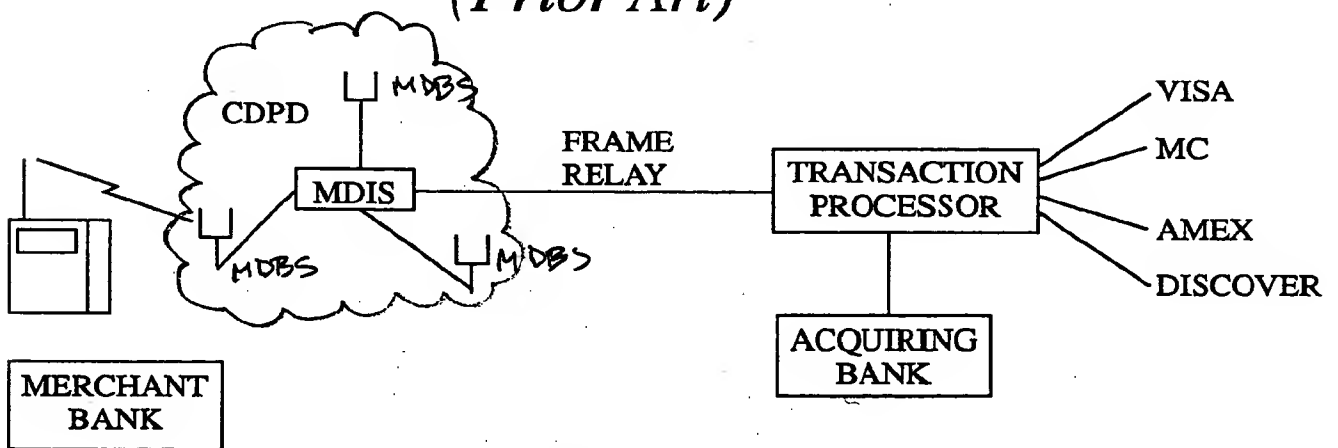 (Prior Art)
MDBS
CDPD
VISA
FRAME
RELAY
MC
MDIS
TRANSACTION
PROCESSOR
AMEX
MDBS
MDBS
DISCOVER
ACQUIRING
BANK
MERCHANT
BANK